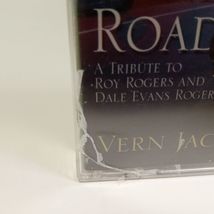 ROAD
A TRIBUTE TO
ROY ROGERS AND
DALE EVANS ROGER
VERN JAC